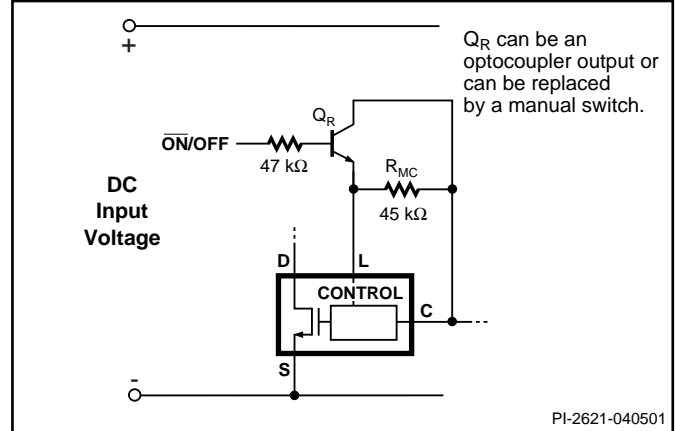 +
Q_R can be an
optocoupler output or
can be replaced
by a manual switch.
Q_R
O̅N̅/OFF
47 kΩ
R_MC
45 kΩ
DC
Input
Voltage
D
L
CONTROL
C
S
-
PI-2621-040501